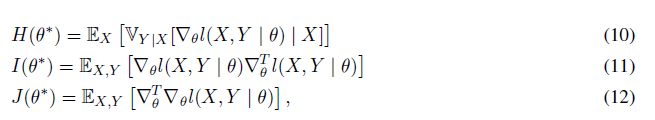 H(θ*) = 𝔼_X [𝕍_{Y|X}[∇_θ l(X, Y | θ) | X]] (10)
I(θ*) = 𝔼_{X,Y} [∇_θ l(X, Y | θ)∇_θ^T l(X, Y | θ)] (11)
J(θ*) = 𝔼_{X,Y} [∇_θ^T ∇_θ l(X, Y | θ)] , (12)